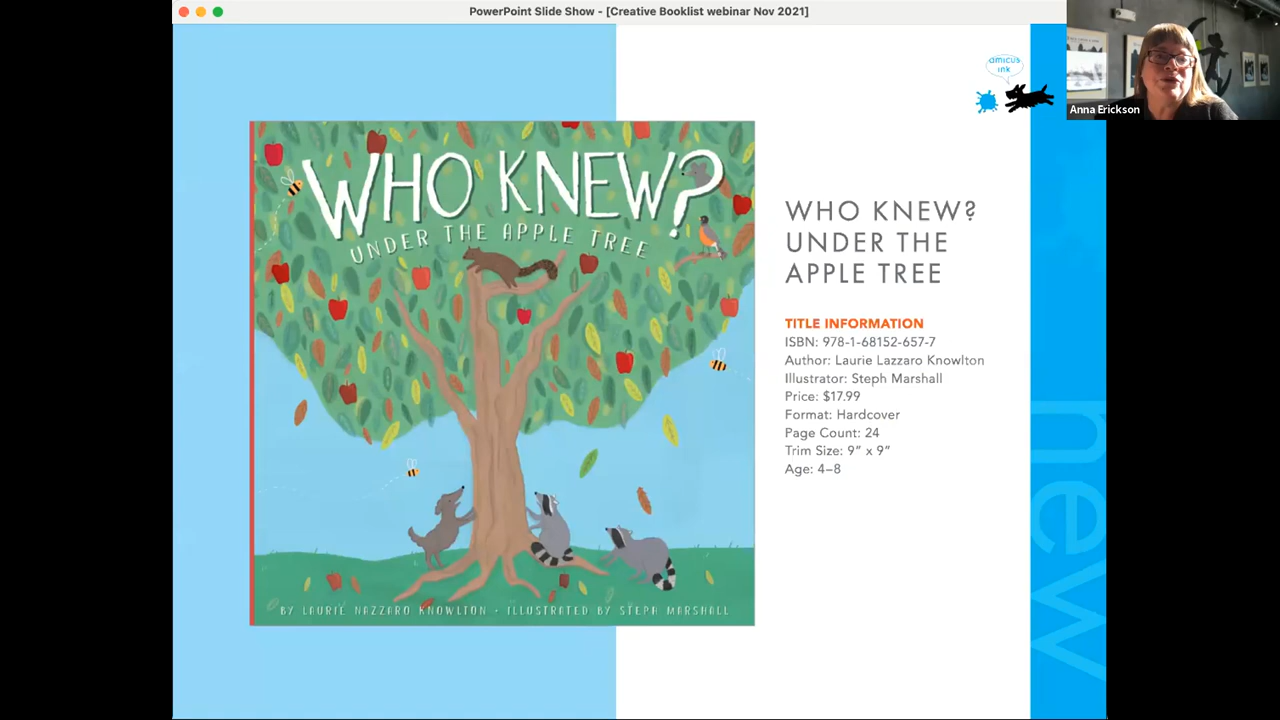 PowerPoint Slide Show - [Creative Booklist webinar Nov 2021]
amicus
ink
Anna Erickson
WHO KNEW?
UNDER THE APPLE TREE
BY LAURIE NAZZARO KNOWLTON • ILLUSTRATED BY STEPH MARSHALL
WHO KNEW?
UNDER THE
APPLE TREE
TITLE INFORMATION
ISBN: 978-1-68152-657-7
Author: Laurie Lazzaro Knowlton
Illustrator: Steph Marshall
Price: $17.99
Format: Hardcover
Page Count: 24
Trim Size: 9” x 9”
Age: 4–8
new